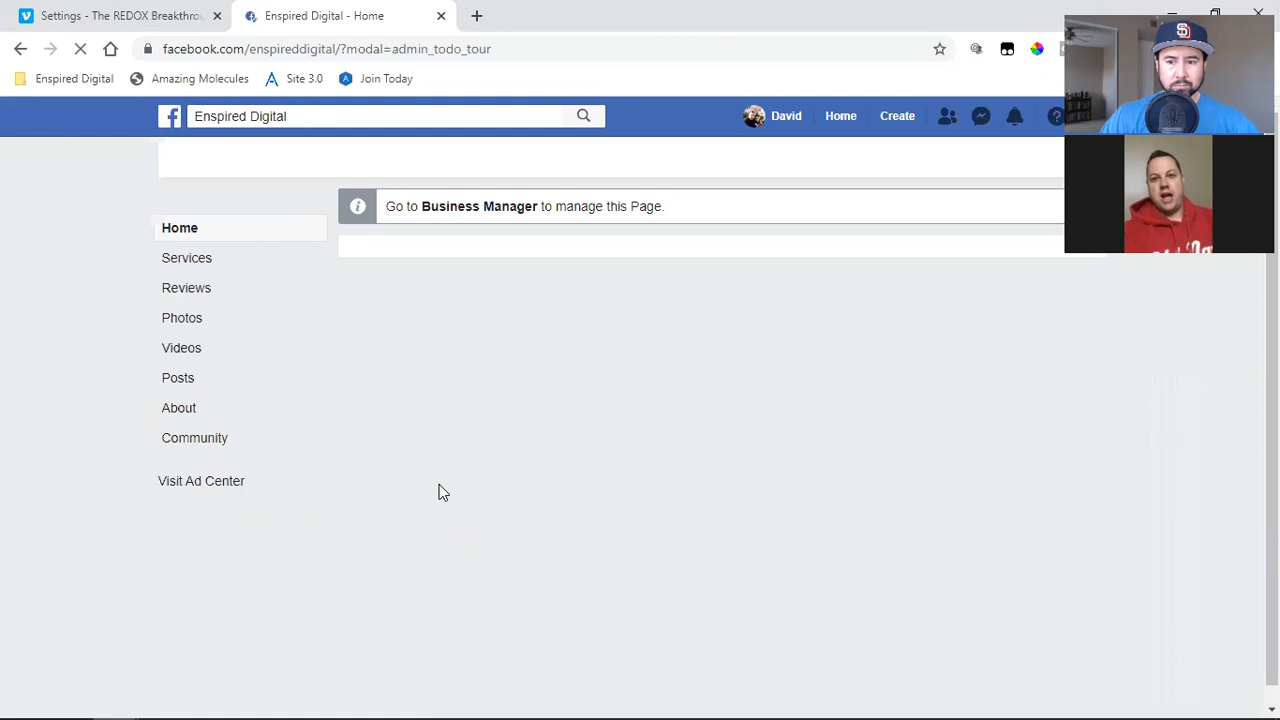 Settings - The REDOX Breakthrou
Enspired Digital - Home
facebook.com/enspireddigital/?modal=admin_todo_tour
Enspired Digital
Amazing Molecules
Site 3.0
Join Today
Enspired Digital
David
Home
Create
Go to Business Manager to manage this Page.
Home
Services
Reviews
Photos
Videos
Posts
About
Community
Visit Ad Center